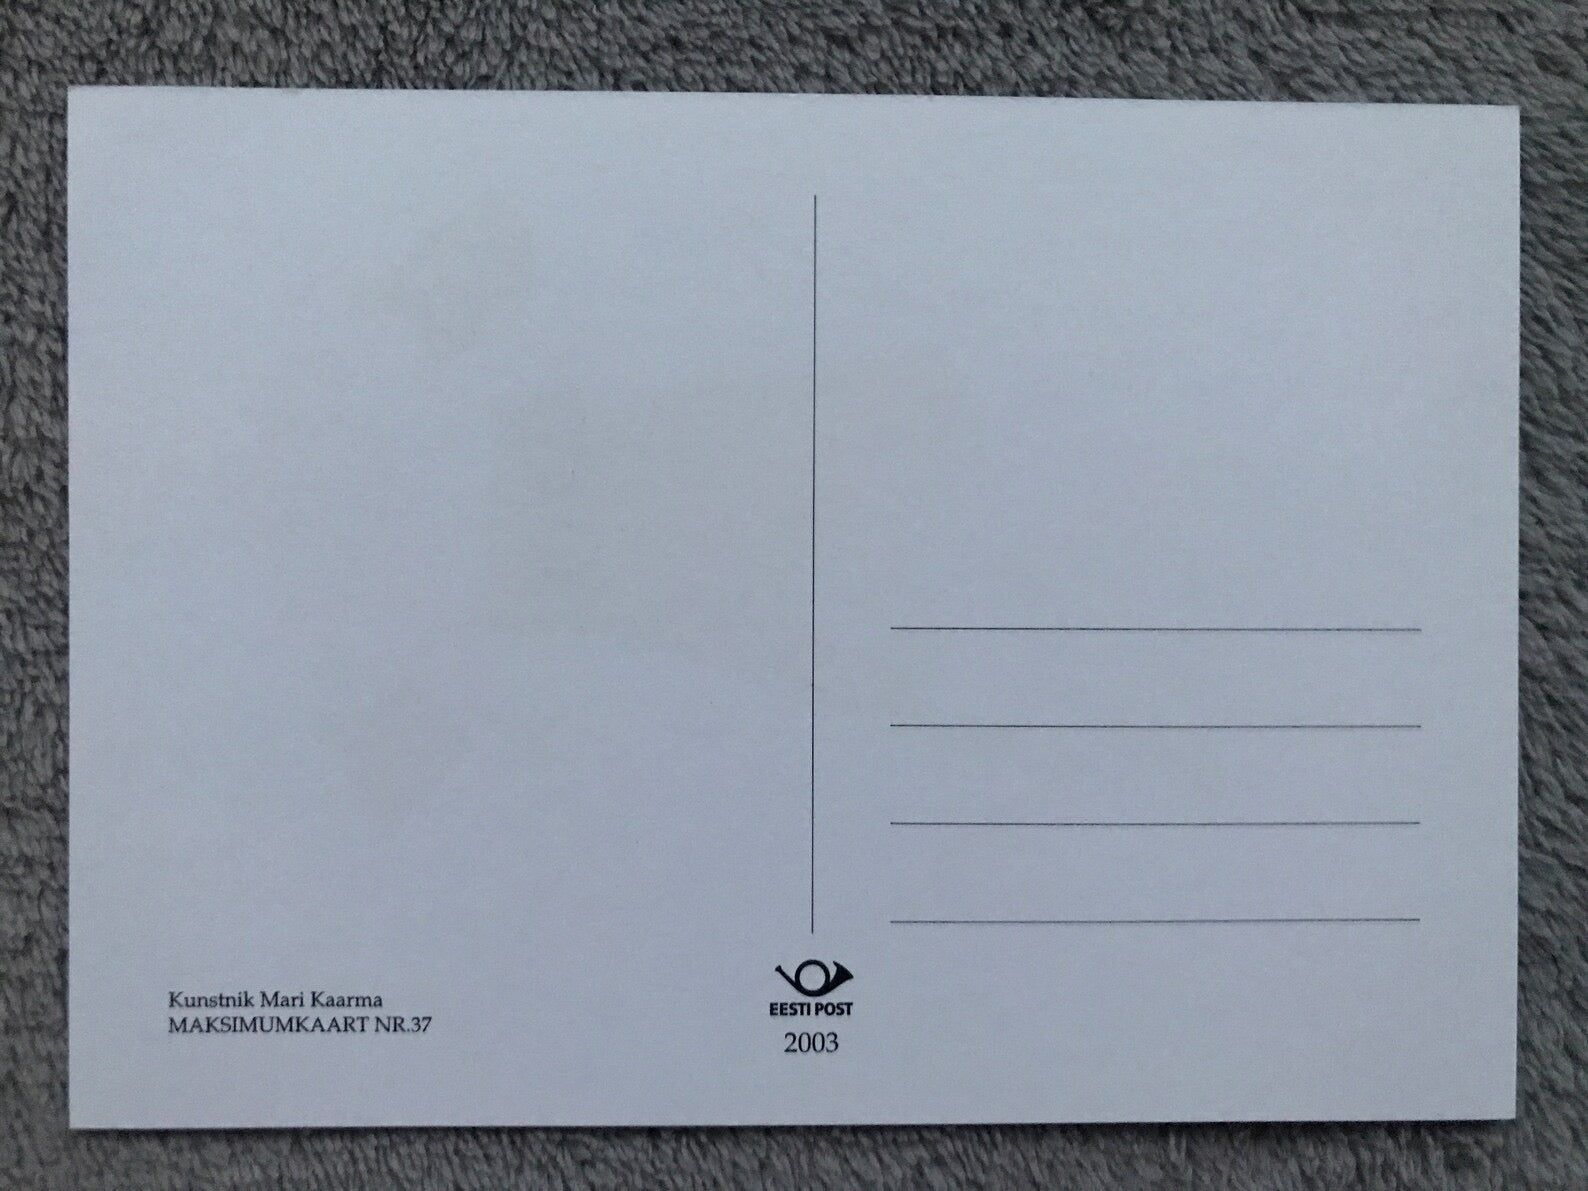 Kunstnik Mari Kaarma
MAKSIMUMKAART NR.37
EESTI POST
2003